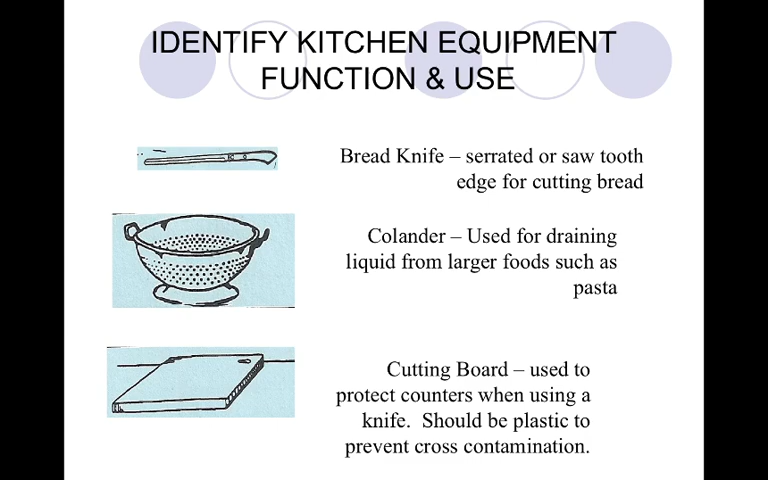 IDENTIFY KITCHEN EQUIPMENT
FUNCTION & USE
Bread Knife – serrated or saw tooth
edge for cutting bread
Colander – Used for draining
liquid from larger foods such as
pasta
Cutting Board – used to
protect counters when using a
knife.  Should be plastic to
prevent cross contamination.